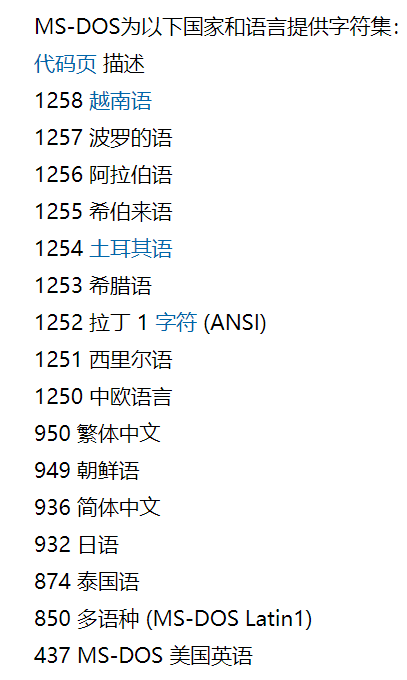 MS-DOS为以下国家和语言提供字符集：
代码页 描述
1258 越南语
1257 波罗的语
1256 阿拉伯语
1255 希伯来语
1254 土耳其语
1253 希腊语
1252 拉丁 1 字符 (ANSI)
1251 西里尔语
1250 中欧语言
950 繁体中文
949 朝鲜语
936 简体中文
932 日语
874 泰国语
850 多语种 (MS-DOS Latin1)
437 MS-DOS 美国英语